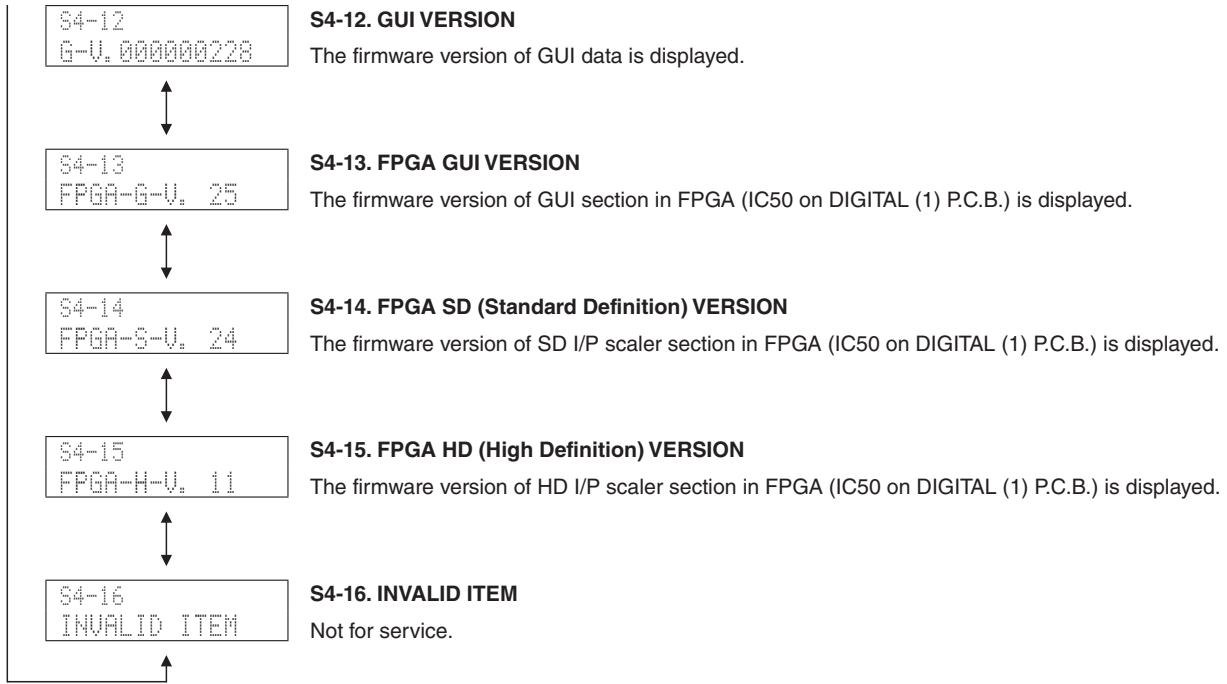 S4-12
G-V.000000228
S4-12. GUI VERSION
The firmware version of GUI data is displayed.
S4-13
FPGA-G-V. 25
S4-13. FPGA GUI VERSION
The firmware version of GUI section in FPGA (IC50 on DIGITAL (1) P.C.B.) is displayed.
S4-14
FPGA-S-V. 24
S4-14. FPGA SD (Standard Definition) VERSION
The firmware version of SD I/P scaler section in FPGA (IC50 on DIGITAL (1) P.C.B.) is displayed.
S4-15
FPGA-H-V. 11
S4-15. FPGA HD (High Definition) VERSION
The firmware version of HD I/P scaler section in FPGA (IC50 on DIGITAL (1) P.C.B.) is displayed.
S4-16
INVALID ITEM
S4-16. INVALID ITEM
Not for service.